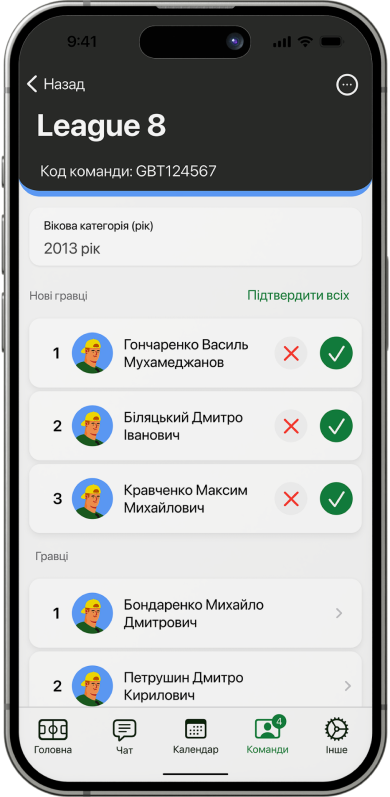 9:41
Назад
League 8
Код команди: GBT124567
Вікова категорія (рік)
2013 рік
Нові гравці
Підтвердити всіх
1
Гончаренко Василь
Мухамеджанов
2
Біляцький Дмитро
Іванович
3
Кравченко Максим
Михайлович
Гравці
1
Бондаренко Михайло
Дмитрович
2
Петрушин Дмитро
Кирилович
4
Головна
Чат
Календар
Команди
Інше